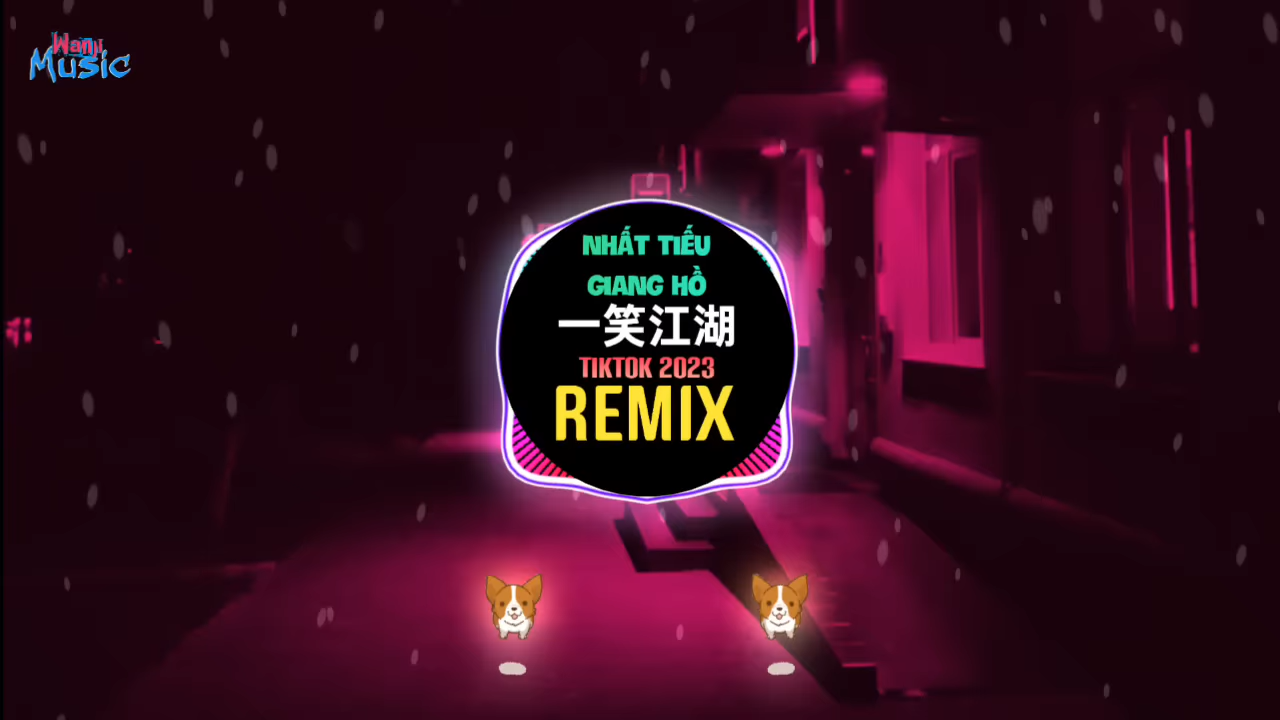 Wanji
Music
NHẤT TIẾU
GIANG HỒ
一笑江湖
TIKTOK 2023
REMIX